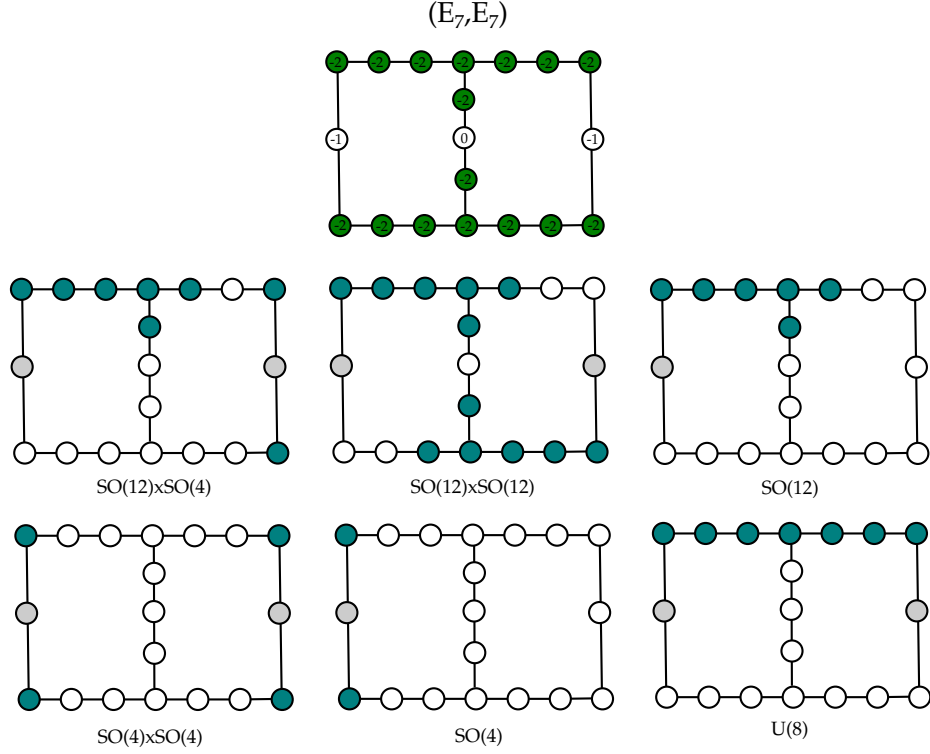 (E₇,E₇)
-2 -2 -2 -2 -2 -2 -2
-2
-1 0 -1
-2
-2 -2 -2 -2 -2 -2 -2
SO(12)xSO(4) SO(12)xSO(12) SO(12)
SO(4)xSO(4) SO(4) U(8)